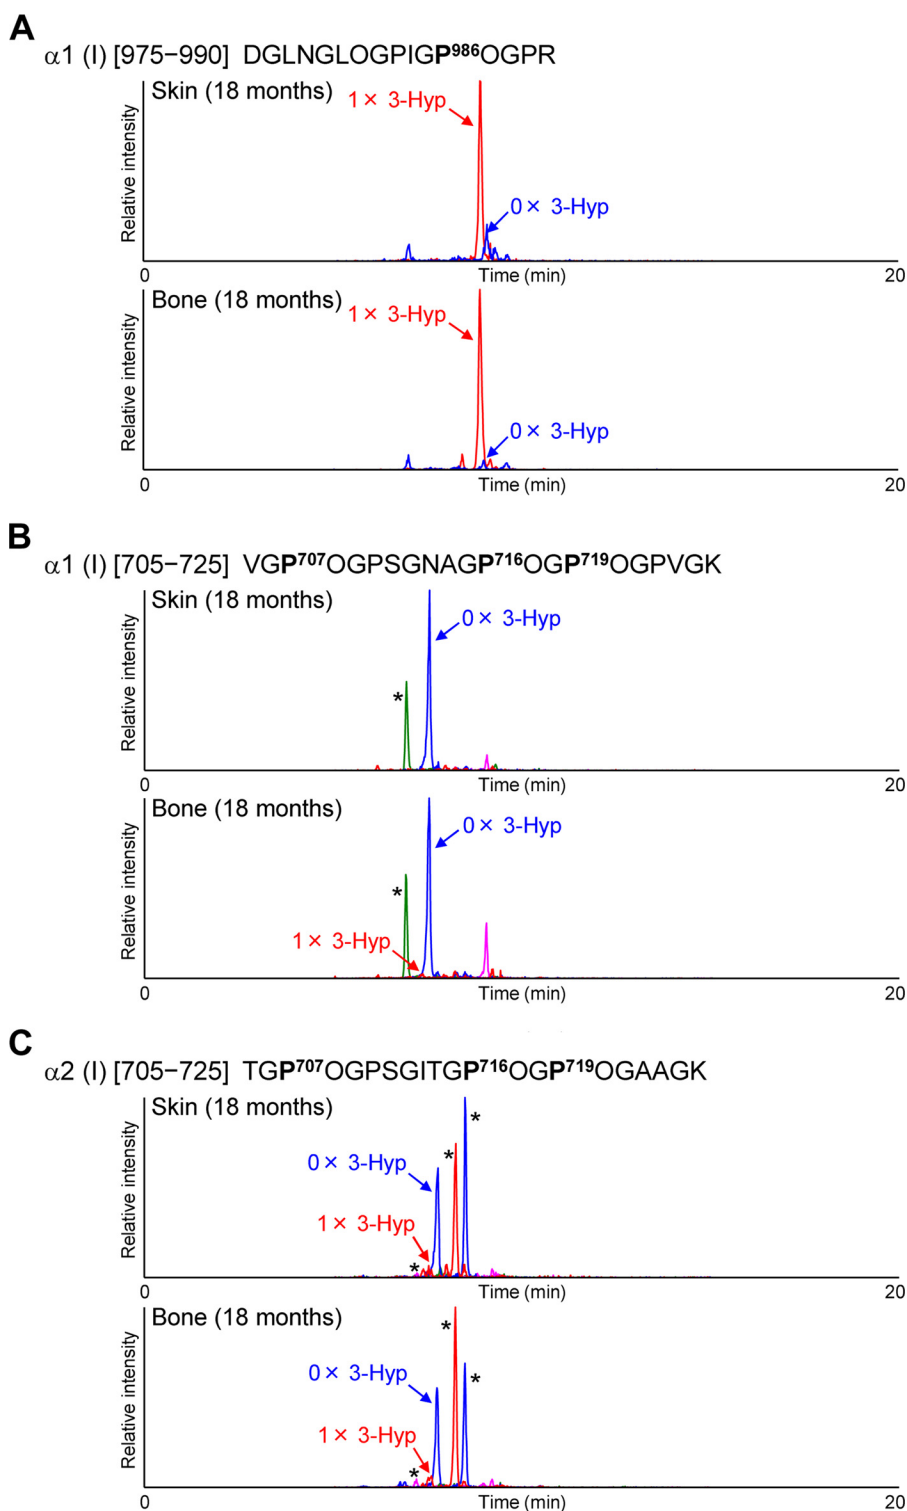 A
α1 (I) [975−990] DGLNGLOGPIGP986OGPR
Skin (18 months)
1× 3-Hyp
0× 3-Hyp
Relative intensity
0
Time (min)
20
Bone (18 months)
1× 3-Hyp
0× 3-Hyp
Relative intensity
0
Time (min)
20
B
α1 (I) [705−725] VGP707OGPSGNAGP716OGP719OGPVGK
Skin (18 months)
0× 3-Hyp
*
Relative intensity
0
Time (min)
20
Bone (18 months)
0× 3-Hyp
*
1× 3-Hyp
Relative intensity
0
Time (min)
20
C
α2 (I) [705−725] TGP707OGPSGITGP716OGP719OGAAGK
Skin (18 months)
*
*
0× 3-Hyp
1× 3-Hyp
*
Relative intensity
0
Time (min)
20
Bone (18 months)
*
0× 3-Hyp
*
1× 3-Hyp
*
Relative intensity
0
Time (min)
20